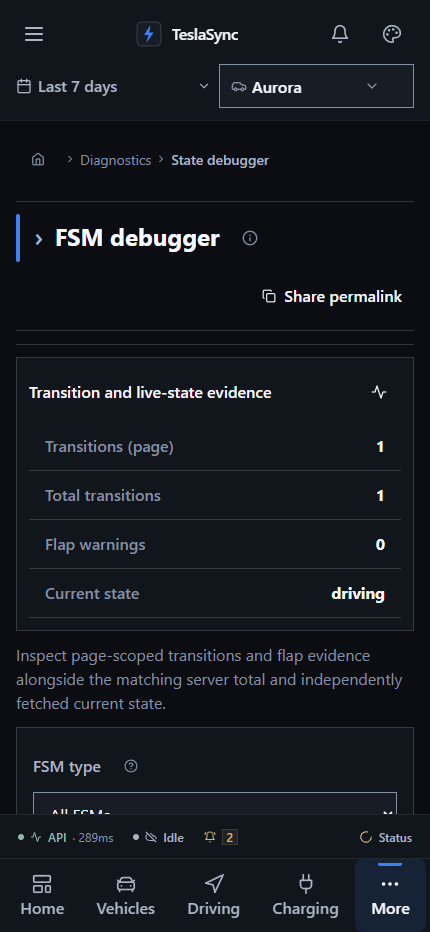 TeslaSync
Last 7 days
Aurora
Diagnostics
State debugger
FSM debugger
Share permalink
Transition and live-state evidence
Transitions (page) 1
Total transitions 1
Flap warnings 0
Current state driving
Inspect page-scoped transitions and flap evidence
alongside the matching server total and independently
fetched current state.
FSM type
All FSMs
API · 289ms
Idle
2
Status
Home
Vehicles
Driving
Charging
More